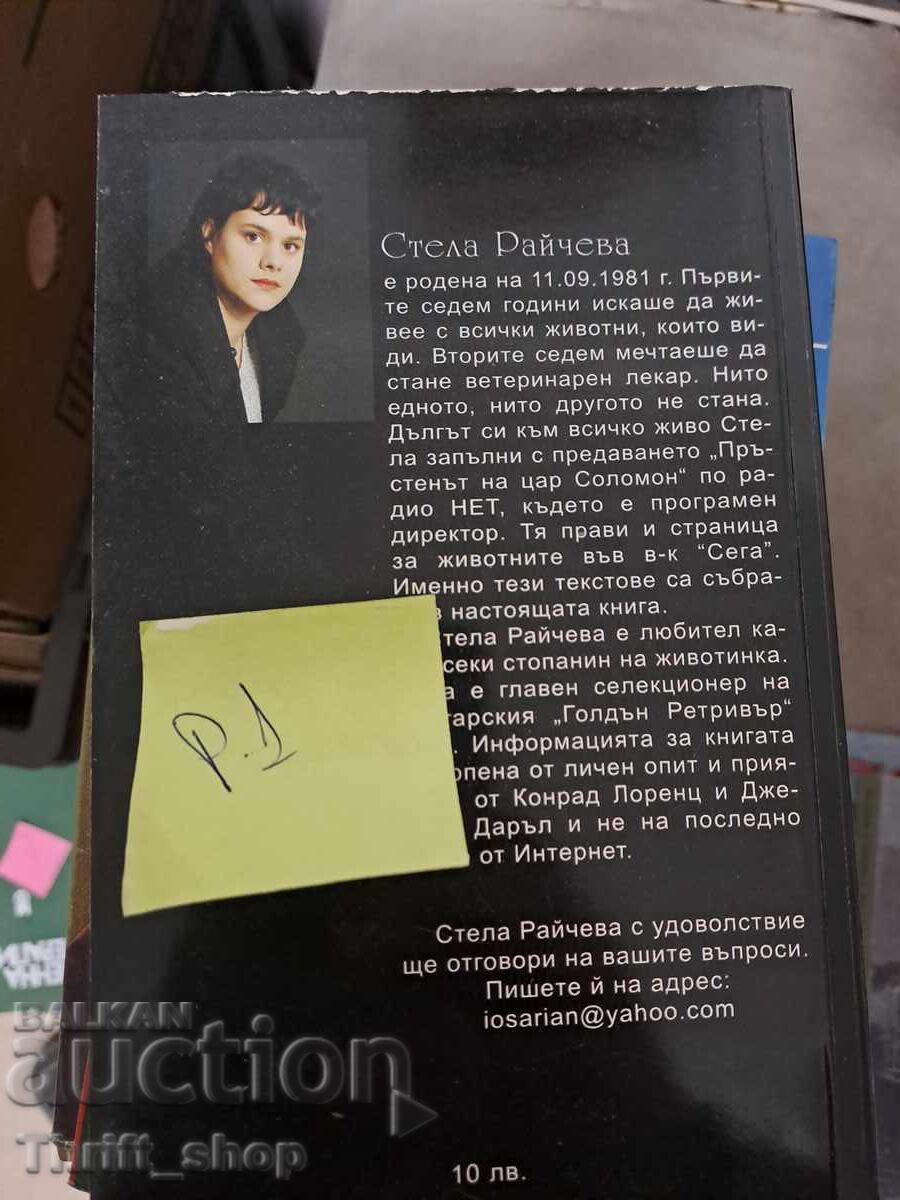 Стела Райчева
е родена на 11.09.1981 г. Първи-
те седем години искаше да жи-
вее с всички животни, които ви-
ди. Вторите седем мечтаеше да
стане ветеринарен лекар. Нито
едното, нито другото не стана.
Дългът си към всичко живо Сте-
ла запълни с предаването „Пръ-
стенът на цар Соломон“ по ра-
дио НЕТ, където е програмен
директор. Тя прави и страница
за животните във в-к “Сега”.
Именно тези текстове са събра-
в настоящата книга.
тела Райчева е любител ка-
секи стопанин на животинка.
а е главен селекционер на
гарския „Голдън Ретривър“
. Информацията за книгата
опена от личен опит и прия-
от Конрад Лоренц и Дже-
Даръл и не на последно
от Интернет.
P.1
Стела Райчева с удоволствие
ще отговори на вашите въпроси.
Пишете й на адрес:
iosarian@yahoo.com
BALKAN
auction
Thrift_shop
10 лв.